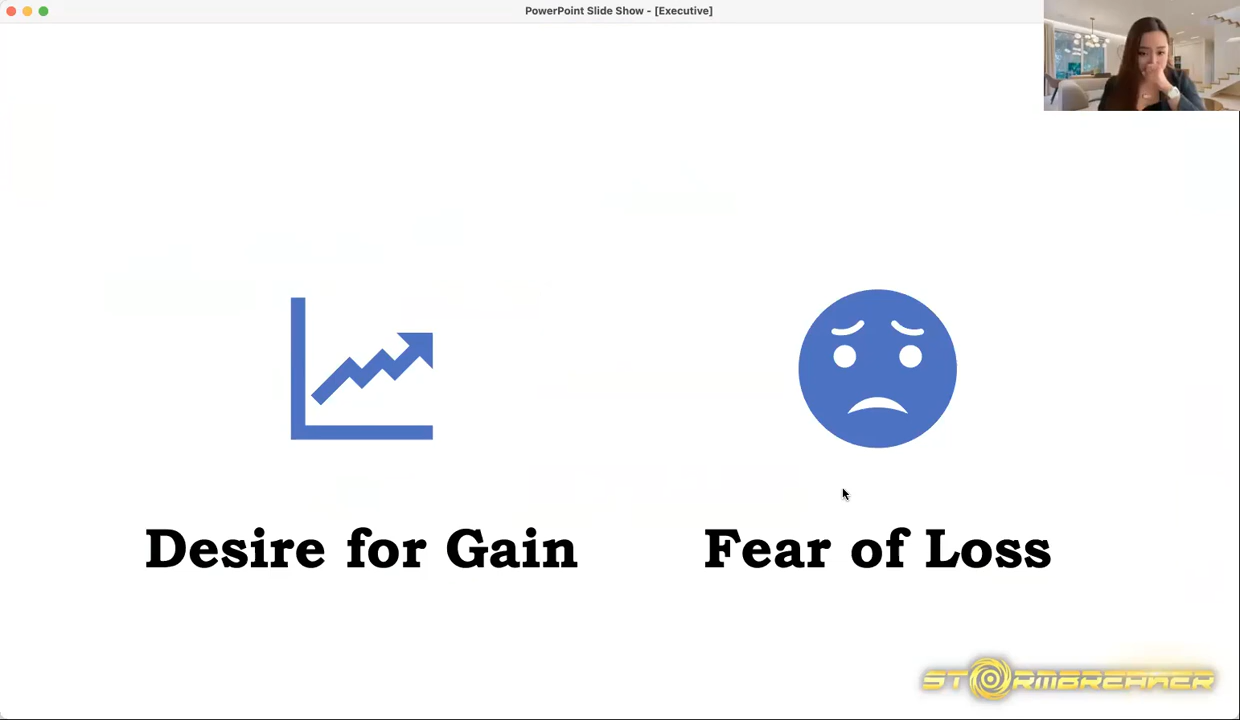 PowerPoint Slide Show - [Executive]
Desire for Gain
Fear of Loss
STORMBREAKER